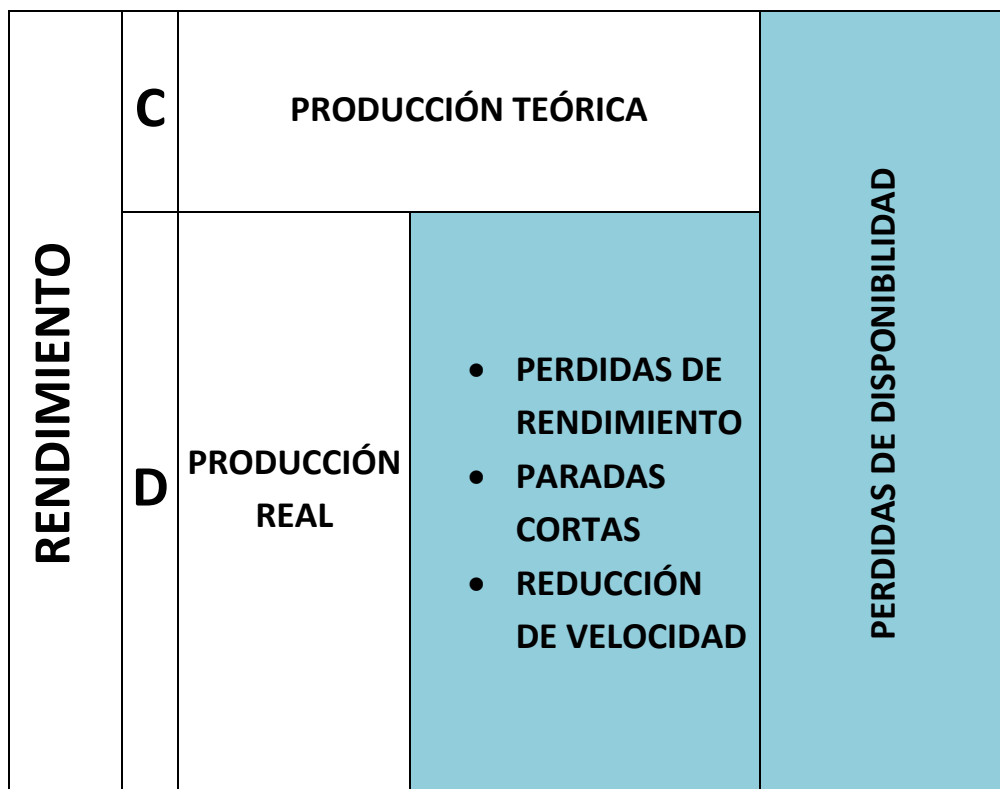 RENDIMIENTO
C
PRODUCCIÓN TEÓRICA
D
PRODUCCIÓN
REAL
• PERDIDAS DE
RENDIMIENTO
• PARADAS
CORTAS
• REDUCCIÓN
DE VELOCIDAD
PERDIDAS DE DISPONIBILIDAD